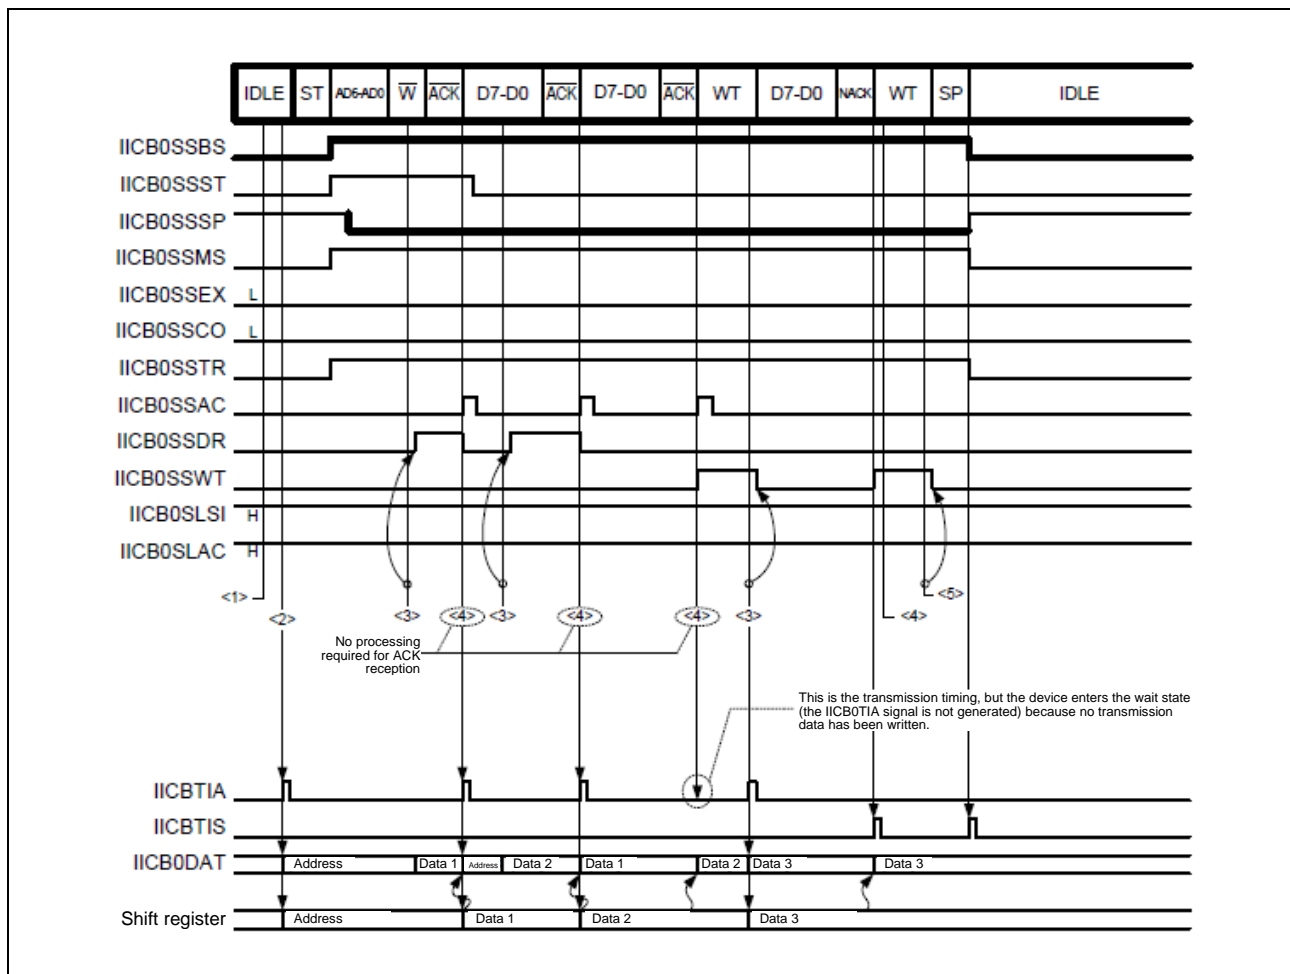 IDLE ST AD6-AD0 W ACK D7-D0 ACK D7-D0 ACK WT D7-D0 NACK WT SP IDLE
IICB0SSBS
IICB0SSST
IICB0SSSP
IICB0SSMS
IICB0SSEX L
IICB0SSCO L
IICB0SSTR
IICB0SSAC
IICB0SSDR
IICB0SSWT
IICB0SLSI H
IICB0SLAC H
<1> <5>
<2> <3> <4> <3> <4> <4> <3> <4>
No processing
required for ACK
reception
This is the transmission timing, but the device enters the wait state
(the IICB0TIA signal is not generated) because no transmission
data has been written.
IICBTIA
IICBTIS
IICB0DAT Address Data 1 Address Data 2 Data 1 Data 2 Data 3 Data 3
Shift register Address Data 1 Data 2 Data 3